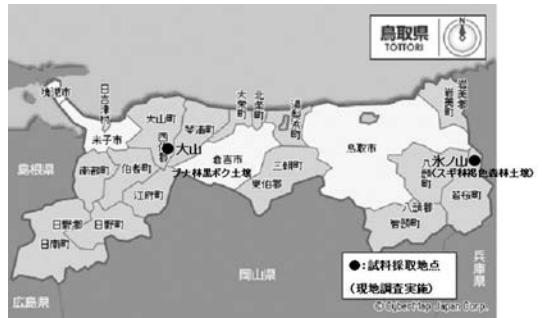 鳥取県
TOTTORI
N
境港市
日吉津村
米子市
大山町
西伯郡
大山
琴浦町
大栄町
北条町
湯梨浜町
岩美郡
岩美町
鳥取市
倉吉市
ブナ林黒ボク土壌
三朝町
東伯郡
氷ノ山
(スギ林褐色森林土壌)
八頭町
若桜町
八頭郡
智頭町
南部町
伯耆町
江府町
日野郡
日野町
日南町
島根県
広島県
岡山県
兵庫県
●:試料採取地点
(現地調査実施)
© CyberMap Japan Corp.